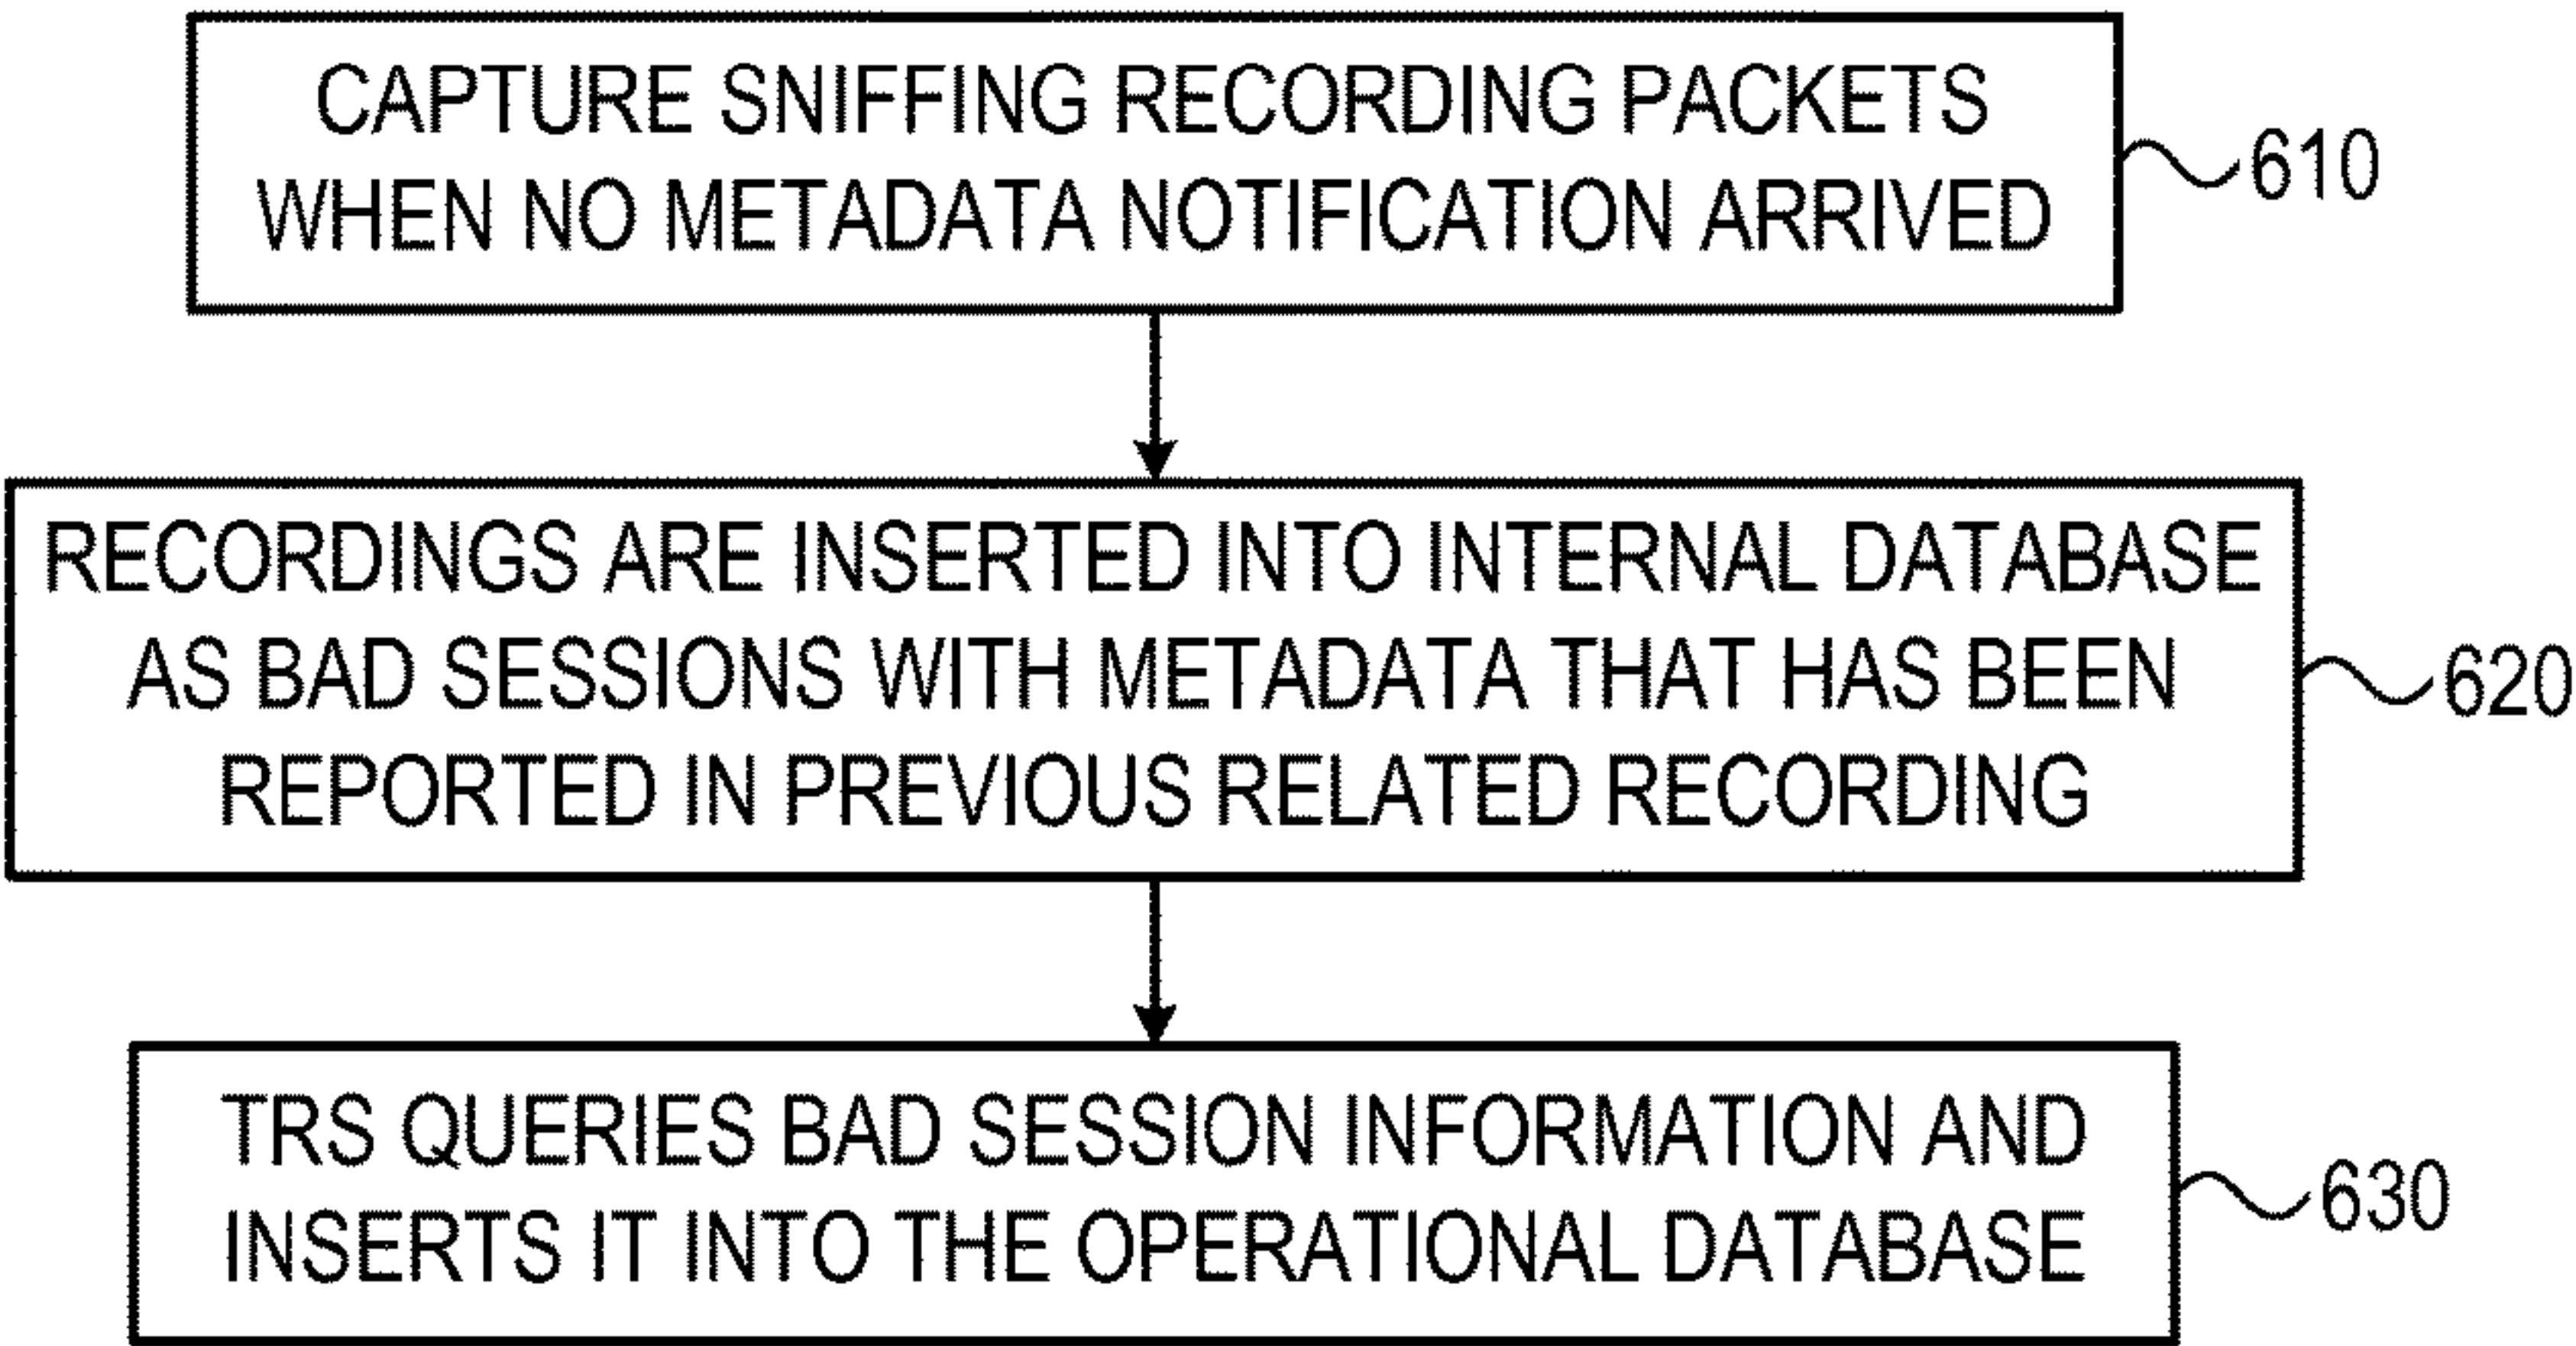 CAPTURE SNIFFING RECORDING PACKETS
WHEN NO METADATA NOTIFICATION ARRIVED
610
RECORDINGS ARE INSERTED INTO INTERNAL DATABASE
AS BAD SESSIONS WITH METADATA THAT HAS BEEN
REPORTED IN PREVIOUS RELATED RECORDING
620
TRS QUERIES BAD SESSION INFORMATION AND
INSERTS IT INTO THE OPERATIONAL DATABASE
630